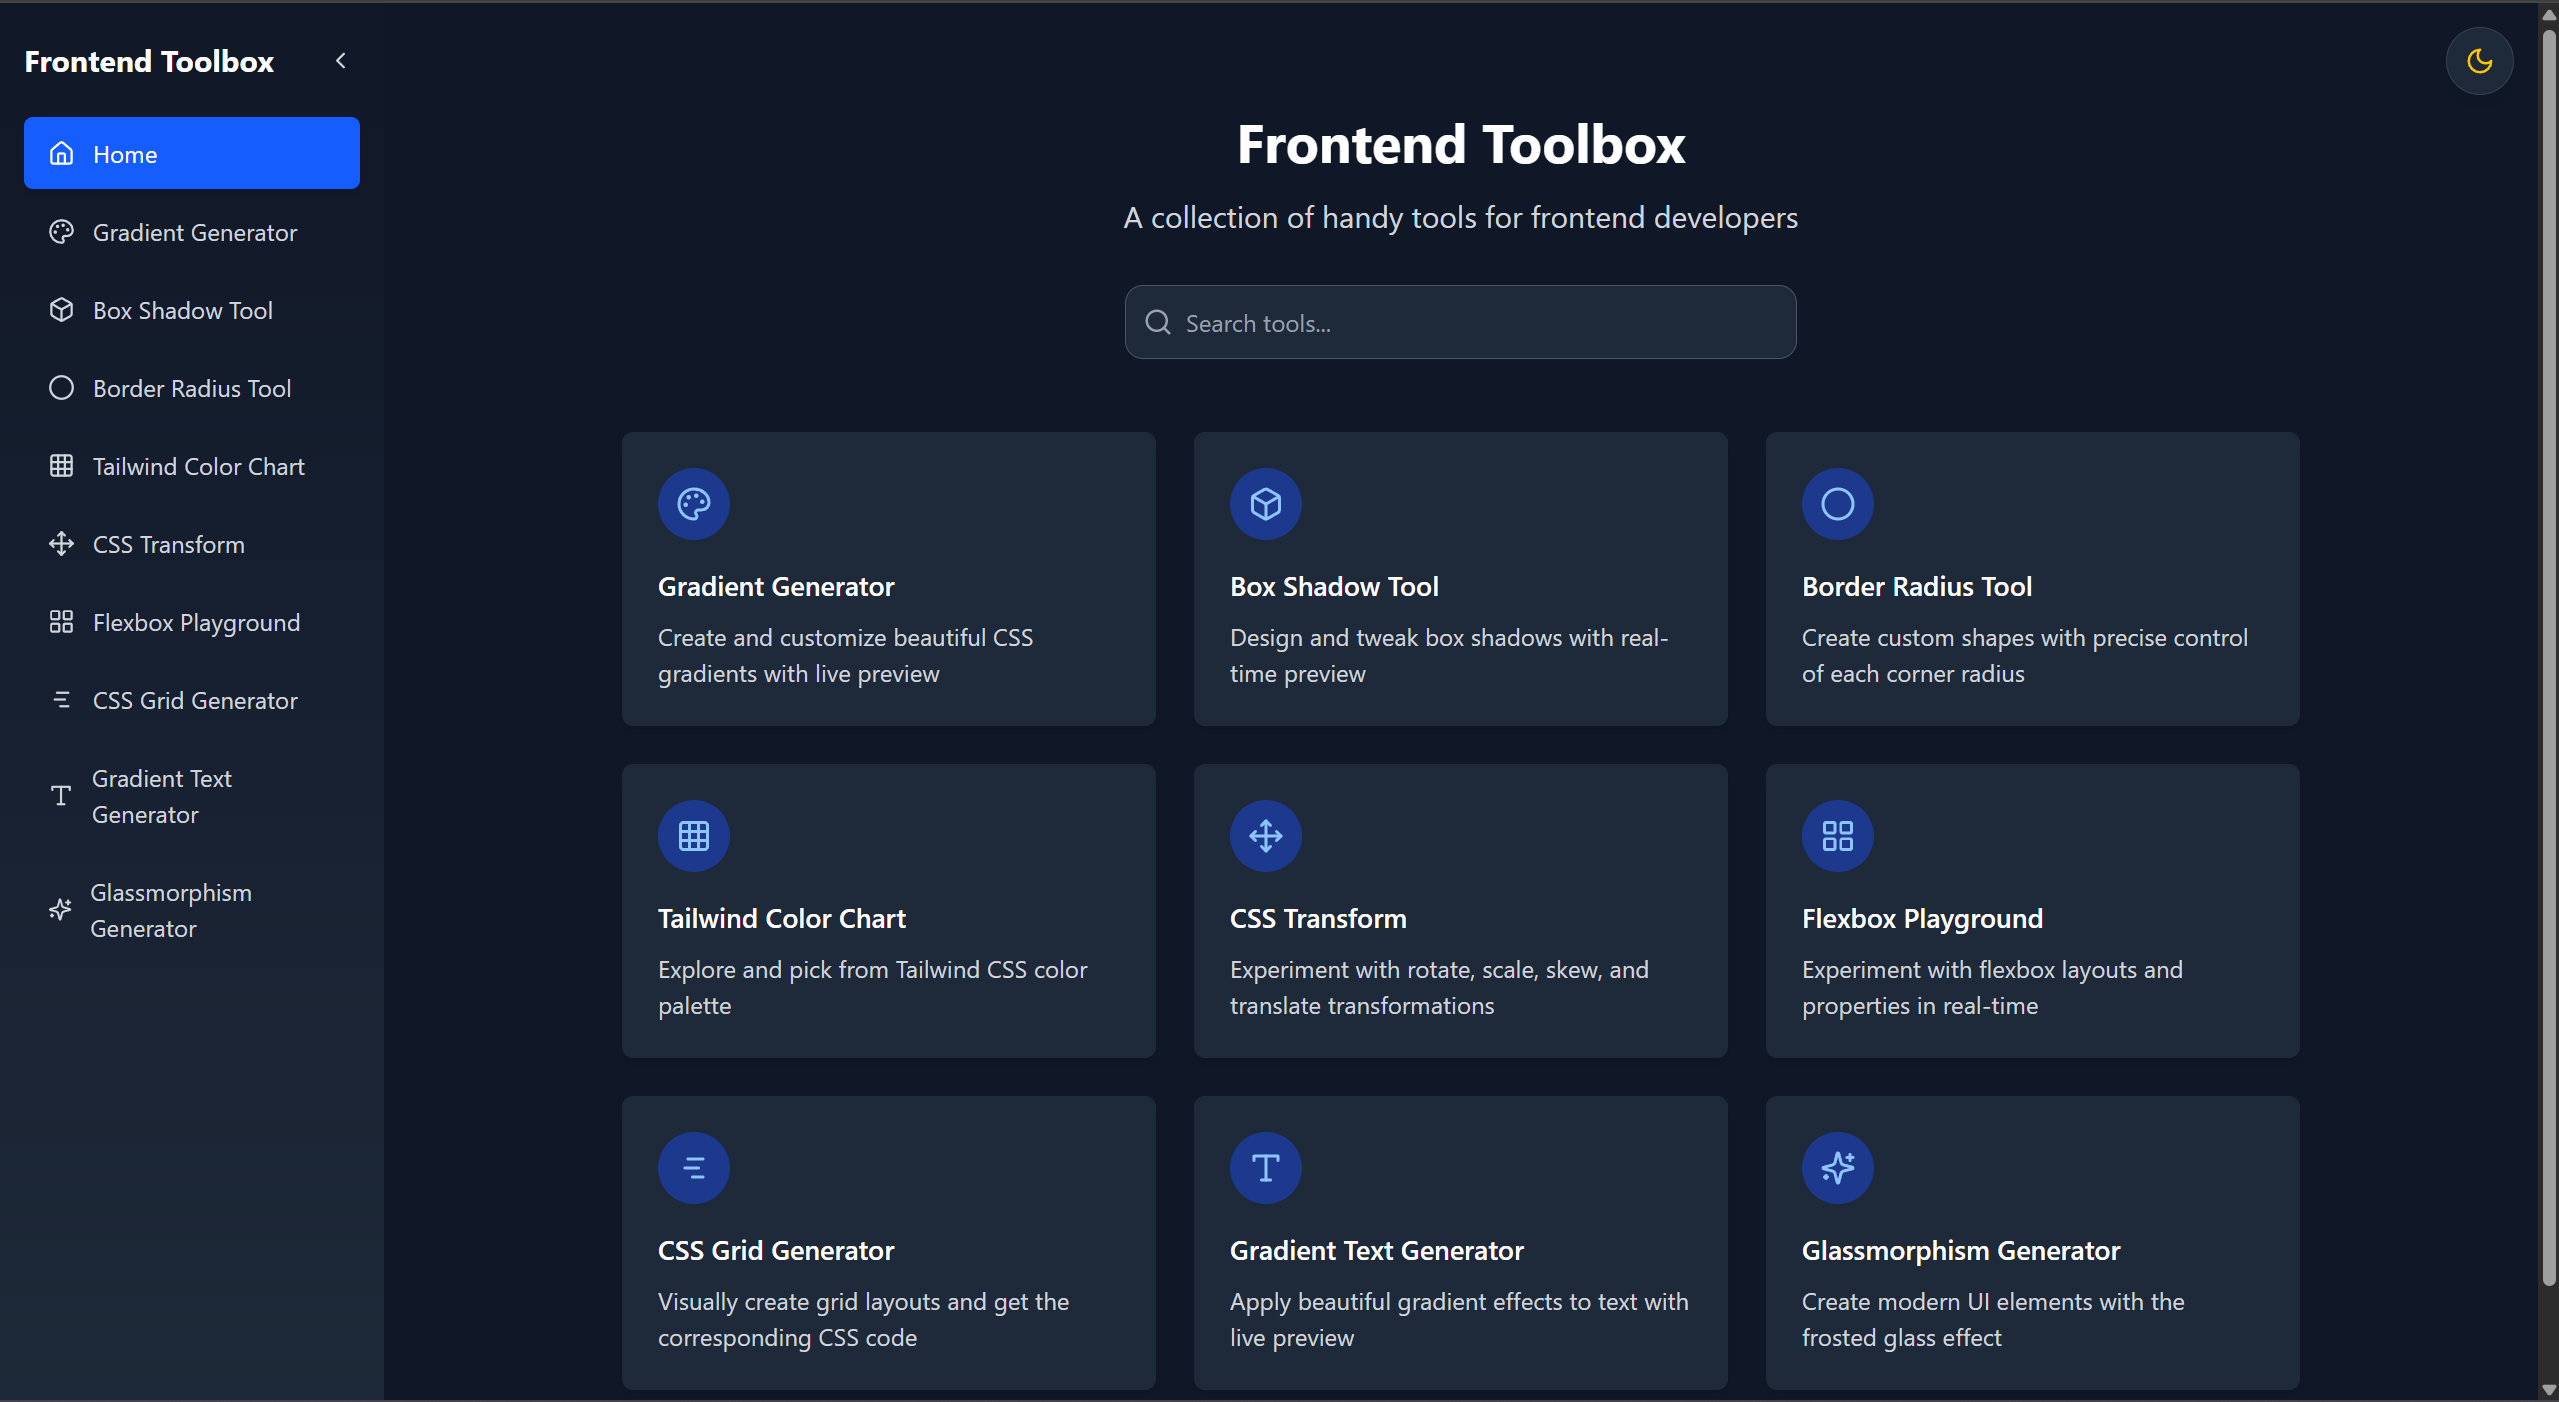 Frontend Toolbox
Home
Gradient Generator
Box Shadow Tool
Border Radius Tool
Tailwind Color Chart
CSS Transform
Flexbox Playground
CSS Grid Generator
Gradient Text
Generator
Glassmorphism
Generator
Frontend Toolbox
A collection of handy tools for frontend developers
Search tools...
Gradient Generator
Create and customize beautiful CSS
gradients with live preview
Box Shadow Tool
Design and tweak box shadows with real-
time preview
Border Radius Tool
Create custom shapes with precise control
of each corner radius
Tailwind Color Chart
Explore and pick from Tailwind CSS color
palette
CSS Transform
Experiment with rotate, scale, skew, and
translate transformations
Flexbox Playground
Experiment with flexbox layouts and
properties in real-time
CSS Grid Generator
Visually create grid layouts and get the
corresponding CSS code
Gradient Text Generator
Apply beautiful gradient effects to text with
live preview
Glassmorphism Generator
Create modern UI elements with the
frosted glass effect